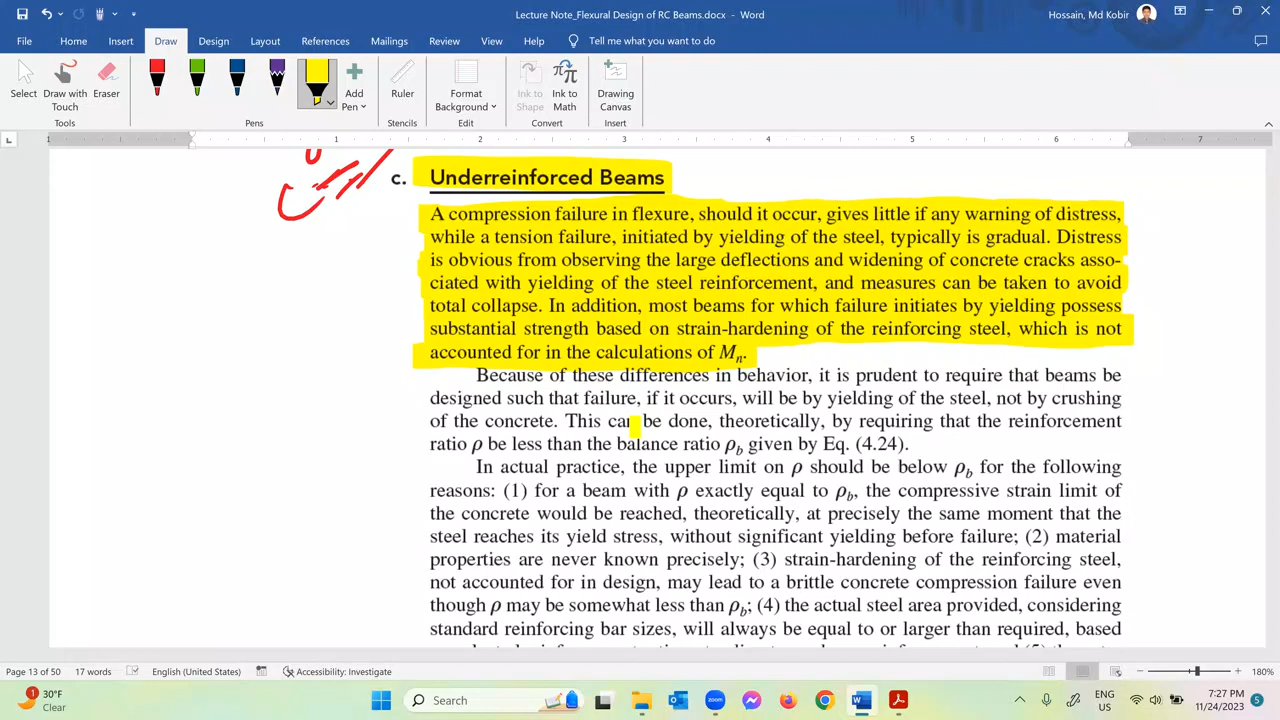 Lecture Note_Flexural Design of RC Beams.docx - Word
Hossain, Md Kobir
File Home Insert Draw Design Layout References Mailings Review View Help Tell me what you want to do
Select
Draw with Touch
Eraser
Add Pen
Ruler
Format Background
Ink to Shape
Ink to Math
Drawing Canvas
Tools Pens Stencils Edit Convert Insert
1 1 2 3 4 5 6 7
c. Underreinforced Beams
A compression failure in flexure, should it occur, gives little if any warning of distress,
while a tension failure, initiated by yielding of the steel, typically is gradual. Distress
is obvious from observing the large deflections and widening of concrete cracks asso-
ciated with yielding of the steel reinforcement, and measures can be taken to avoid
total collapse. In addition, most beams for which failure initiates by yielding possess
substantial strength based on strain-hardening of the reinforcing steel, which is not
accounted for in the calculations of Mn.
Because of these differences in behavior, it is prudent to require that beams be
designed such that failure, if it occurs, will be by yielding of the steel, not by crushing
of the concrete. This can be done, theoretically, by requiring that the reinforcement
ratio ρ be less than the balance ratio ρb given by Eq. (4.24).
In actual practice, the upper limit on ρ should be below ρb for the following
reasons: (1) for a beam with ρ exactly equal to ρb, the compressive strain limit of
the concrete would be reached, theoretically, at precisely the same moment that the
steel reaches its yield stress, without significant yielding before failure; (2) material
properties are never known precisely; (3) strain-hardening of the reinforcing steel,
not accounted for in design, may lead to a brittle concrete compression failure even
though ρ may be somewhat less than ρb; (4) the actual steel area provided, considering
standard reinforcing bar sizes, will always be equal to or larger than required, based
Page 13 of 50 17 words English (United States) Accessibility: Investigate 180%
1 30°F
Clear
Search
zoom
ENG
US
7:27 PM
11/24/2023
5